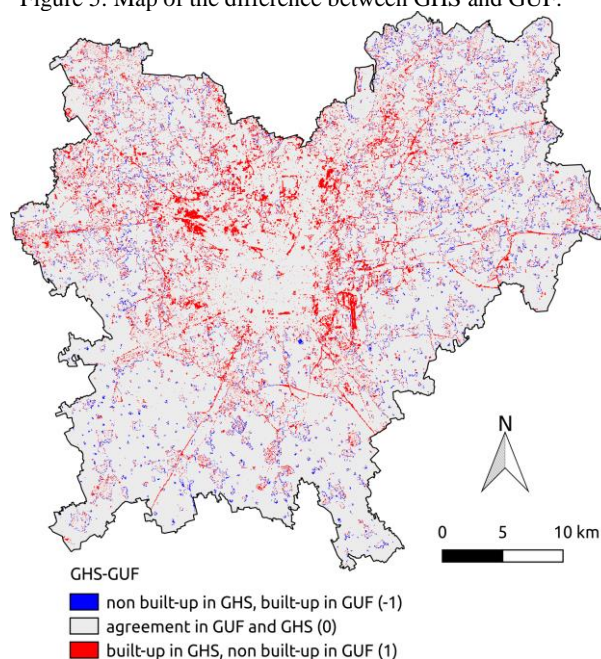 Figure 5. Map of the difference between GHS and GUF.
N
0 5 10 km
GHS-GUF
non built-up in GHS, built-up in GUF (-1)
agreement in GUF and GHS (0)
built-up in GHS, non built-up in GUF (1)